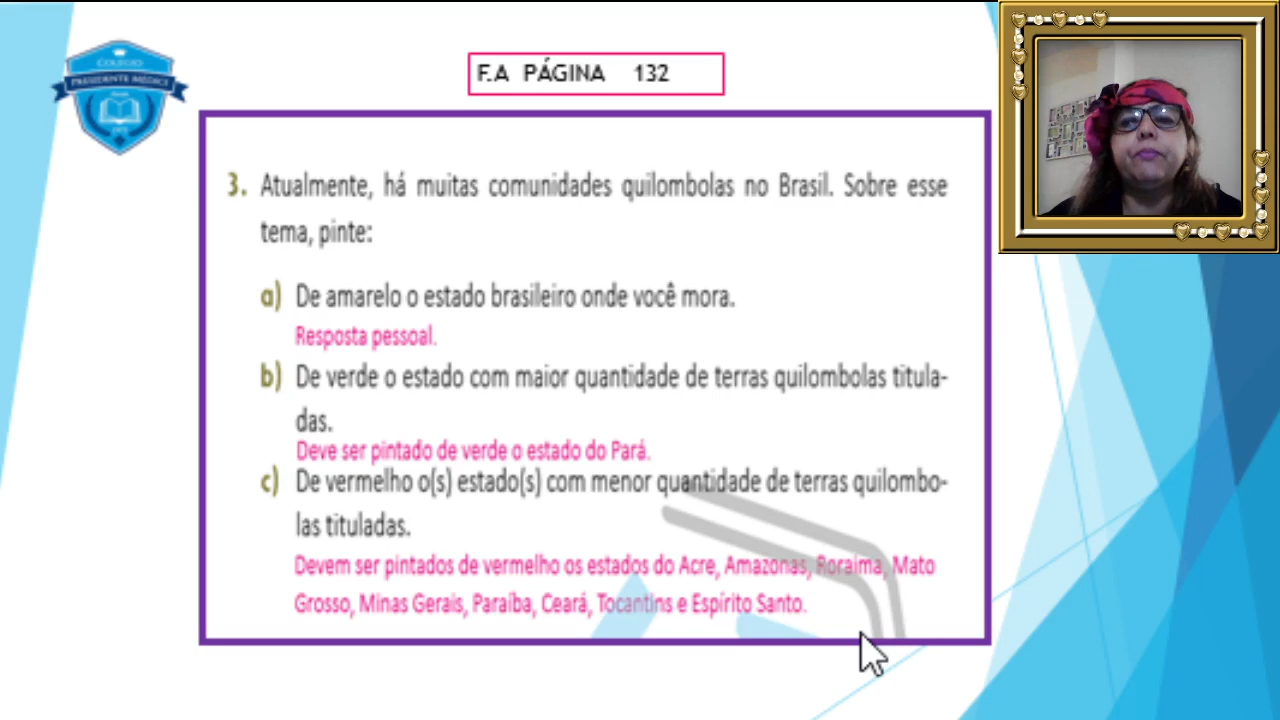 COLÉGIO
PRESIDENTE MÉDICI
F.A PÁGINA 132
3. Atualmente, há muitas comunidades quilombolas no Brasil. Sobre esse
tema, pinte:
a) De amarelo o estado brasileiro onde você mora.
Resposta pessoal.
b) De verde o estado com maior quantidade de terras quilombolas titula-
das.
Deve ser pintado de verde o estado do Pará.
c) De vermelho o(s) estado(s) com menor quantidade de terras quilombo-
las tituladas.
Devem ser pintados de vermelho os estados do Acre, Amazonas, Roraima, Mato
Grosso, Minas Gerais, Paraíba, Ceará, Tocantins e Espírito Santo.